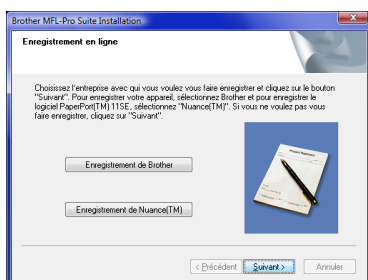 Brother MFL-Pro Suite Installation
Enregistrement en ligne
Choisissez l'entreprise avec qui vous voulez vous faire enregistrer et cliquez sur le bouton
"Suivant". Pour enregistrer votre appareil, sélectionnez Brother et pour enregistrer le
logiciel PaperPort(TM) 11SE, sélectionnez "Nuance(TM)". Si vous ne voulez pas vous
faire enregistrer, cliquez sur "Suivant".
Enregistrement de Brother
Enregistrement de Nuance(TM)
< Précédent
Suivant >
Annuler